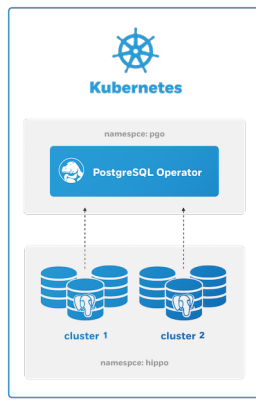 Kubernetes
namespce: pgo
PostgreSQL Operator
cluster 1
cluster 2
namespce: hippo